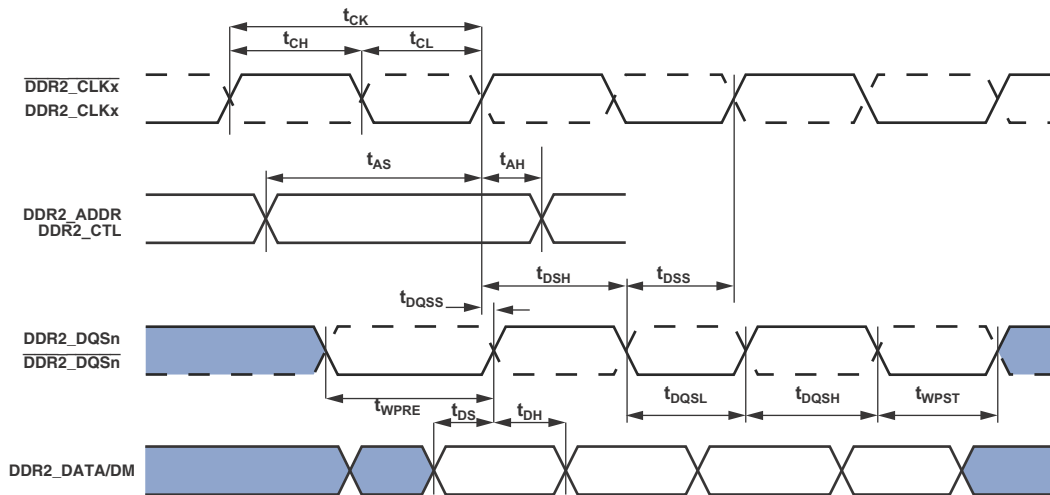 tCK
tCH
tCL
DDR2_CLKx
DDR2_CLKx
tAS
tAH
DDR2_ADDR
DDR2_CTL
tDSH
tDSS
tDQSS
DDR2_DQSn
DDR2_DQSn
tWPRE
tDS
tDH
tDQSL
tDQSH
tWPST
DDR2_DATA/DM